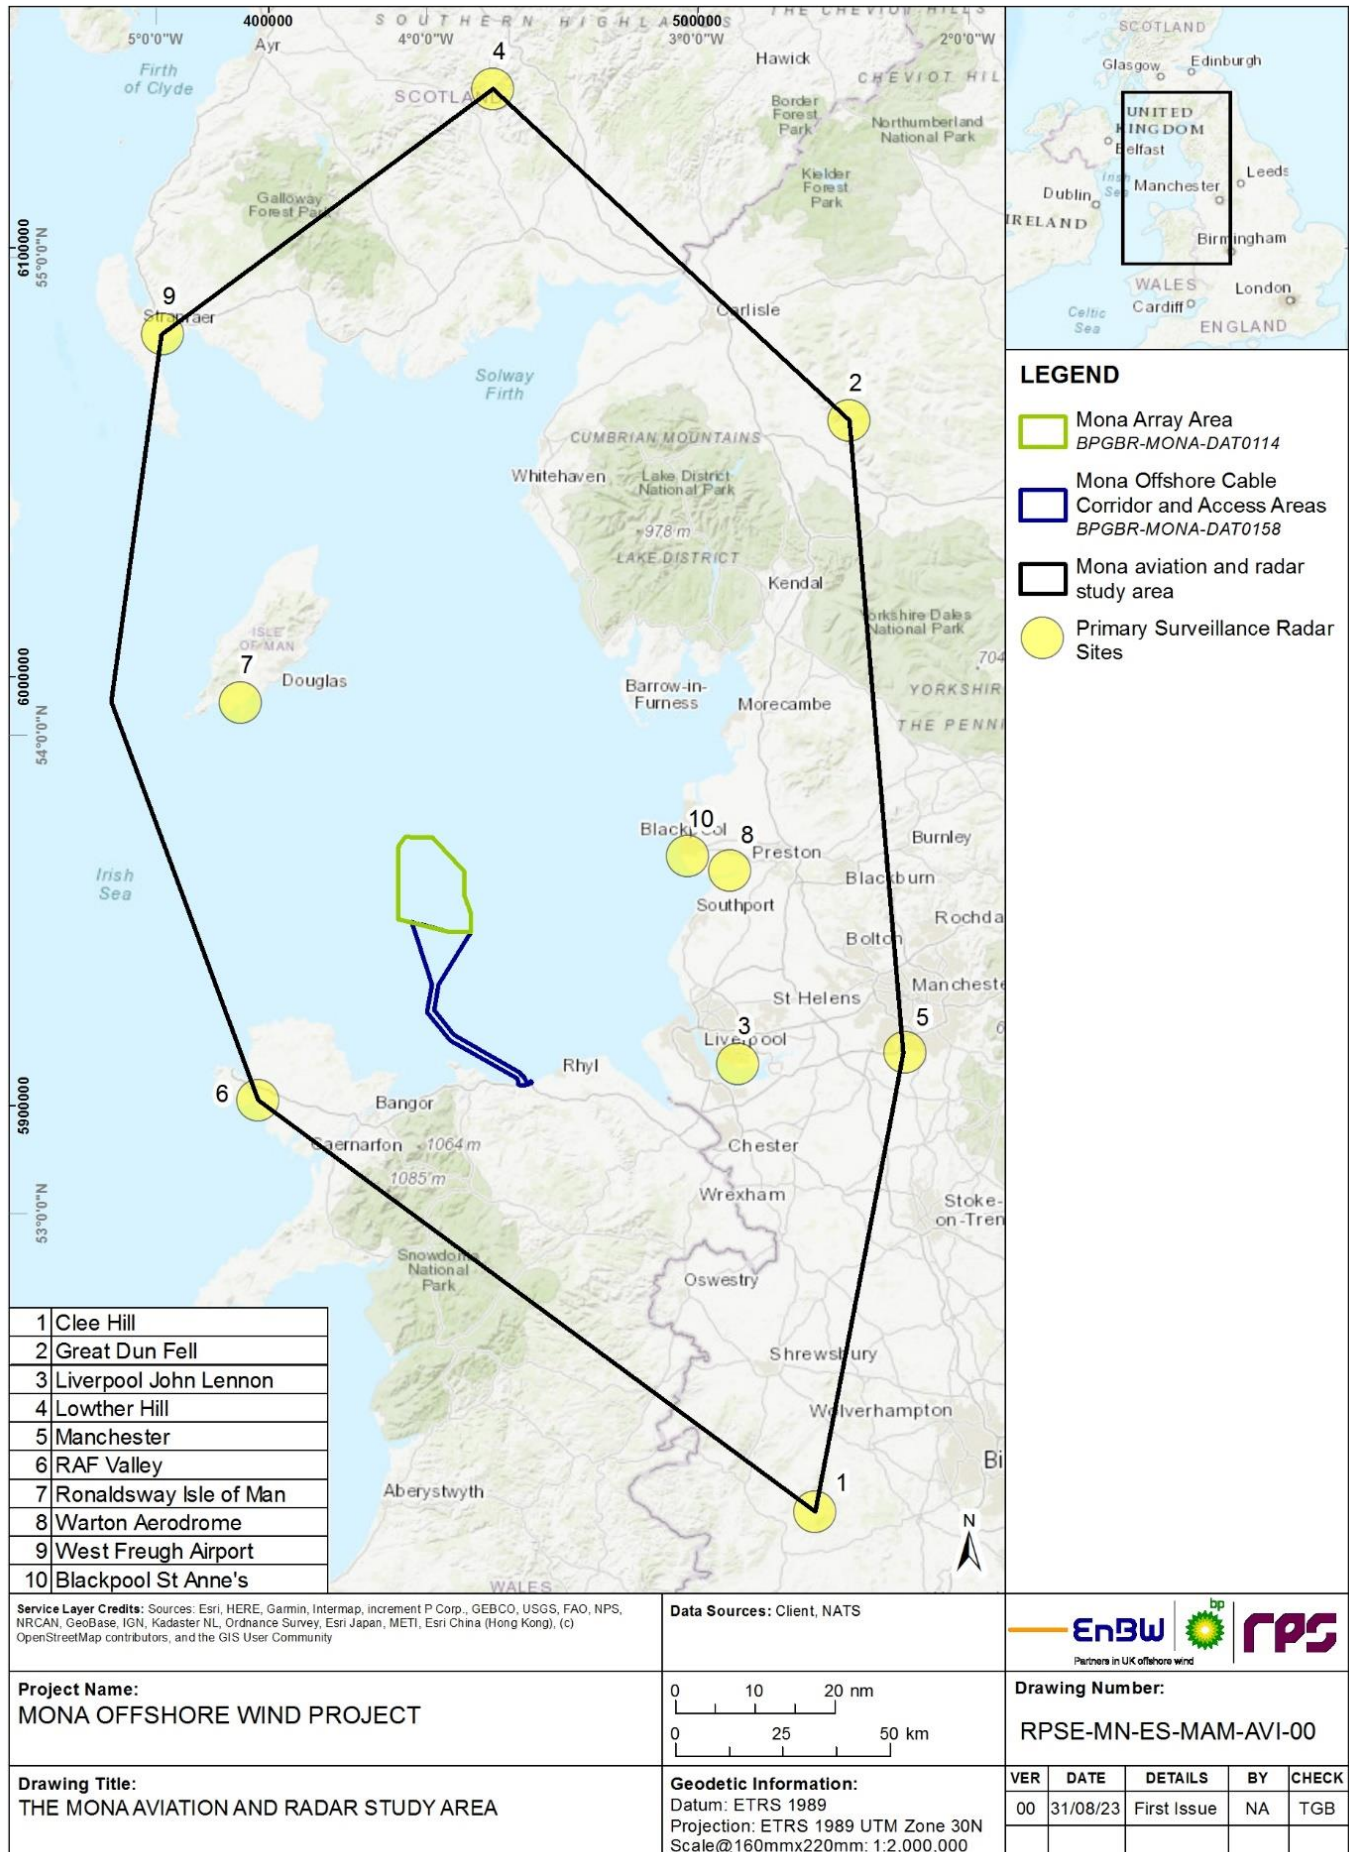 400000
500000
SOUTHERN HIGHLANDS
THE CHEVIOT HILLS
5°0'0"W
4°0'0"W
3°0'0"W
2°0'0"W
Ayr
4
Hawick
Firth
of Clyde
SCOTLAND
CHEVIOT HIL
Border
Forest
Park
Northumberland
National Park
Kielder
Forest
Park
Galloway
Forest Park
6100000
55°0'0"N
9
Stranraer
Carlisle
Solway
Firth
2
CUMBRIAN MOUNTAINS
Whitehaven
Lake District
National Park
978 m
LAKE DISTRICT
Kendal
Yorkshire Dales
National Park
ISLE
OF MAN
7
Douglas
6000000
54°0'0"N
Barrow-in-
Furness
Morecambe
704
YORKSHIR
THE PENNI
10
Blackpool
8
Preston
Burnley
Irish
Sea
Blackburn
Southport
Rochda
Bolton
St Helens
Mancheste
3
Liverpool
5
6
6
Rhyl
Bangor
5900000
Caernarfon
1064 m
Chester
1085 m
Wrexham
53°0'0"N
Stoke-
on-Tren
Snowdonia
National
Park
Oswestry
Shrewsbury
Wolverhampton
Bi
1
Aberystwyth
N
WALES
1 Clee Hill
2 Great Dun Fell
3 Liverpool John Lennon
4 Lowther Hill
5 Manchester
6 RAF Valley
7 Ronaldsway Isle of Man
8 Warton Aerodrome
9 West Freugh Airport
10 Blackpool St Anne's
SCOTLAND
Glasgow
Edinburgh
UNITED
KINGDOM
Belfast
Irish
Sea
Leeds
Dublin
Manchester
IRELAND
Birmingham
WALES
London
Cardiff
Celtic
Sea
ENGLAND
LEGEND
Mona Array Area
BPGBR-MONA-DAT0114
Mona Offshore Cable
Corridor and Access Areas
BPGBR-MONA-DAT0158
Mona aviation and radar
study area
Primary Surveillance Radar
Sites
Service Layer Credits: Sources: Esri, HERE, Garmin, Intermap, increment P Corp., GEBCO, USGS, FAO, NPS,
NRCAN, GeoBase, IGN, Kadaster NL, Ordnance Survey, Esri Japan, METI, Esri China (Hong Kong), (c)
OpenStreetMap contributors, and the GIS User Community
Data Sources: Client, NATS
EnBW
bp
rps
Partners in UK offshore wind
Project Name:
MONA OFFSHORE WIND PROJECT
0 10 20 nm
0 25 50 km
Drawing Number:
RPSE-MN-ES-MAM-AVI-00
Drawing Title:
THE MONA AVIATION AND RADAR STUDY AREA
Geodetic Information:
Datum: ETRS 1989
Projection: ETRS 1989 UTM Zone 30N
Scale@160mmx220mm: 1:2,000,000
VER DATE DETAILS BY CHECK
00 31/08/23 First Issue NA TGB